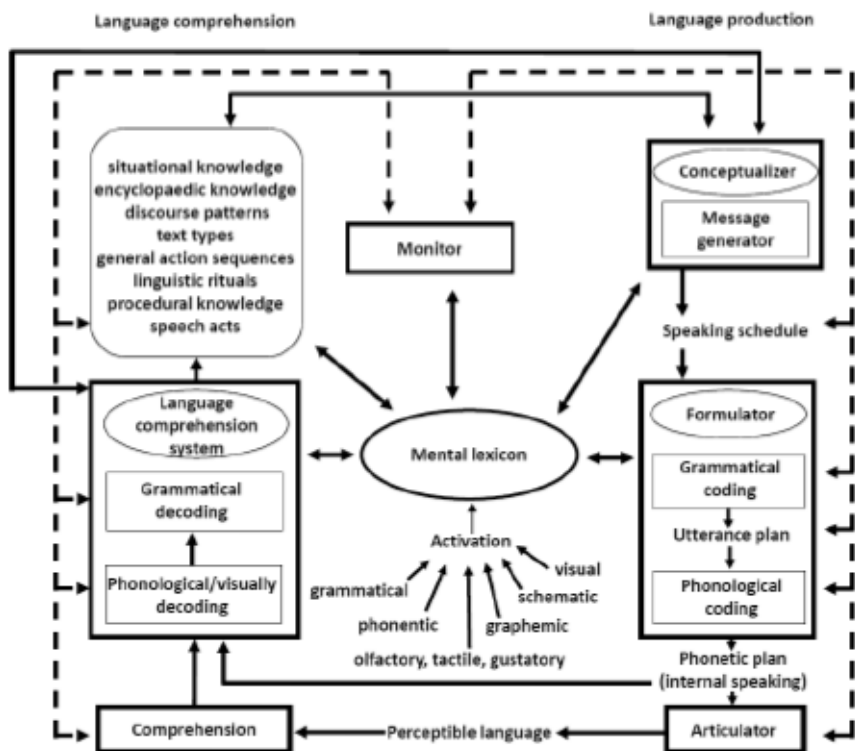 Language comprehension
Language production
situational knowledge
encyclopaedic knowledge
discourse patterns
text types
general action sequences
linguistic rituals
procedural knowledge
speech acts
Monitor
Conceptualizer
Message
generator
Speaking schedule
Language
comprehension
system
Grammatical
decoding
Phonological/visually
decoding
Mental lexicon
Activation
grammatical
phonentic
olfactory, tactile, gustatory
graphemic
schematic
visual
Formulator
Grammatical
coding
Utterance plan
Phonological
coding
Phonetic plan
(internal speaking)
Comprehension
Perceptible language
Articulator